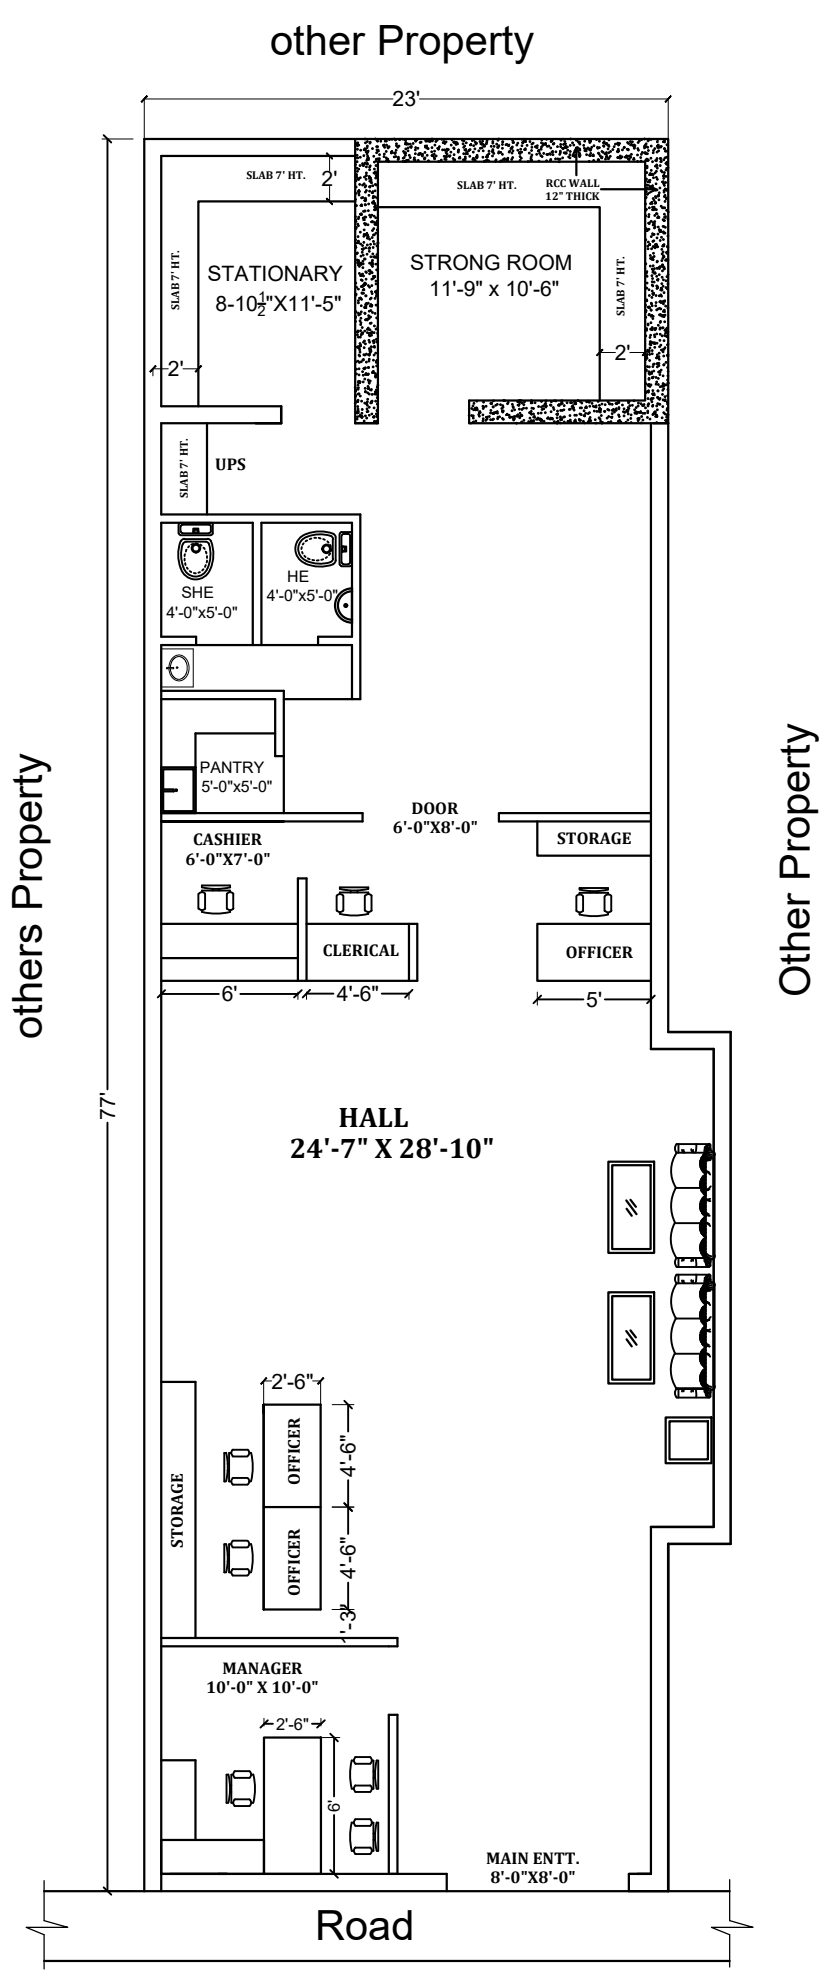 other Property
23'
SLAB 7' HT.
2'
SLAB 7' HT.
RCC WALL
12" THICK
SLAB 7' HT.
STATIONARY
8-10½"X11'-5"
STRONG ROOM
11'-9" x 10'-6"
SLAB 7' HT.
2'
2'
SLAB 7' HT.
UPS
SHE
4'-0"x5'-0"
HE
4'-0"x5'-0"
PANTRY
5'-0"x5'-0"
DOOR
6'-0"X8'-0"
CASHIER
6'-0"X7'-0"
STORAGE
CLERICAL
OFFICER
6'
4'-6"
5'
others Property
Other Property
77'
HALL
24'-7" X 28'-10"
2'-6"
OFFICER
4'-6"
STORAGE
OFFICER
4'-6"
'-3"
MANAGER
10'-0" X 10'-0"
2'-6"
6'
MAIN ENTT.
8'-0"X8'-0"
Road